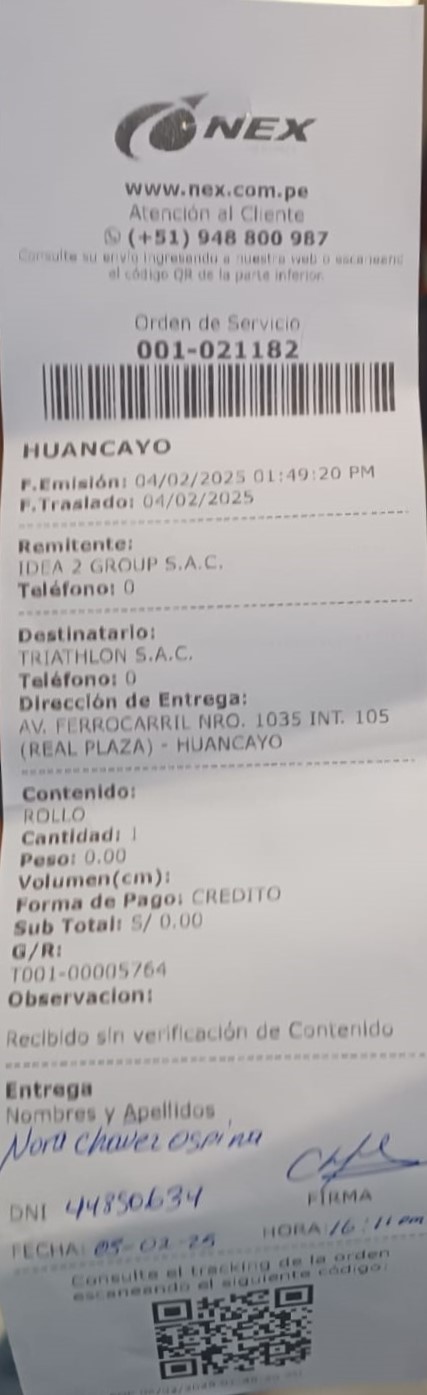 NEX
www.nex.com.pe
Atención al Cliente
(+51) 948 800 987
Consulte su envío ingresando a nuestra web o escaneando
el código QR de la parte inferior.
Orden de Servicio
001-021182
HUANCAYO
F.Emisión: 04/02/2025 01:49:20 PM
F.Traslado: 04/02/2025
Remitente:
IDEA 2 GROUP S.A.C.
Teléfono: 0
Destinatario:
TRIATHLON S.A.C.
Teléfono: 0
Dirección de Entrega:
AV. FERROCARRIL NRO. 1035 INT. 105
(REAL PLAZA) - HUANCAYO
Contenido:
ROLLO
Cantidad: 1
Peso: 0.00
Volumen(cm):
Forma de Pago: CREDITO
Sub Total: S/ 0.00
G/R:
T001-00005764
Observacion:
Recibido sin verificación de Contenido
Entrega
Nombres y Apellidos
Nora Chavez Ospina
DNI 44850634
FIRMA
FECHA: 05-02-25 HORA: 16:11 pm
Consulte el tracking de la orden
escaneando el siguiente código: